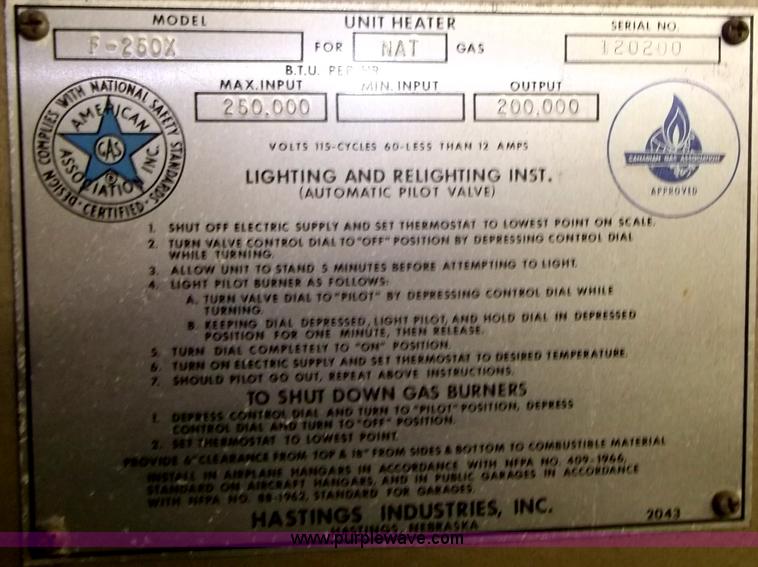 MODEL UNIT HEATER SERIAL NO.
F-250X FOR NAT GAS 120200
B.T.U. PER HR
MAX. INPUT MIN. INPUT OUTPUT
250,000 200,000
DESIGN COMPLIES WITH NATIONAL SAFETY STANDARDS
AMERICAN GAS ASSOCIATION INC.
CERTIFIED
CANADIAN GAS ASSOCIATION
APPROVED
VOLTS 115-CYCLES 60-LESS THAN 12 AMPS
LIGHTING AND RELIGHTING INST.
(AUTOMATIC PILOT VALVE)
1. SHUT OFF ELECTRIC SUPPLY AND SET THERMOSTAT TO LOWEST POINT ON SCALE.
2. TURN VALVE CONTROL DIAL TO "OFF" POSITION BY DEPRESSING CONTROL DIAL
WHILE TURNING.
3. ALLOW UNIT TO STAND 5 MINUTES BEFORE ATTEMPTING TO LIGHT.
4. LIGHT PILOT BURNER AS FOLLOWS:
A. TURN VALVE DIAL TO "PILOT" BY DEPRESSING CONTROL DIAL WHILE
TURNING.
B. KEEPING DIAL DEPRESSED, LIGHT PILOT, AND HOLD DIAL IN DEPRESSED
POSITION FOR ONE MINUTE, THEN RELEASE.
5. TURN DIAL COMPLETELY TO "ON" POSITION.
6. TURN ON ELECTRIC SUPPLY AND SET THERMOSTAT TO DESIRED TEMPERATURE.
7. SHOULD PILOT GO OUT, REPEAT ABOVE INSTRUCTIONS.
TO SHUT DOWN GAS BURNERS
1. DEPRESS CONTROL DIAL AND TURN TO "PILOT" POSITION, DEPRESS
CONTROL DIAL AND TURN TO "OFF" POSITION.
2. SET THERMOSTAT TO LOWEST POINT.
PROVIDE 6" CLEARANCE FROM TOP & 18" FROM SIDES & BOTTOM TO COMBUSTIBLE MATERIAL
INSTALL IN AIRPLANE HANGARS IN ACCORDANCE WITH NFPA NO. 409-1966,
STANDARD ON AIRCRAFT HANGARS, AND IN PUBLIC GARAGES IN ACCORDANCE
WITH NFPA NO. 88-1962, STANDARD FOR GARAGES.
HASTINGS INDUSTRIES, INC. 2043
HASTINGS, NEBRASKA
www.purplewave.com